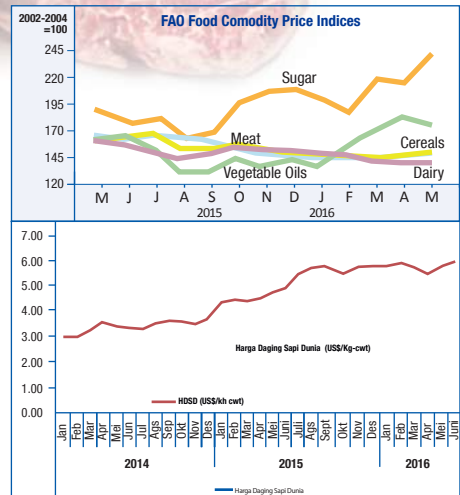 2002-2004
=100
FAO Food Comodity Price Indices
245
220
195
170
145
120
Sugar
Meat
Cereals
Vegetable Oils
Dairy
M J J A S O N D J F M A M
2015 2016
7.00
6.00
5.00
4.00
3.00
2.00
1.00
0.00
Harga Daging Sapi Dunia (US$/Kg-cwt)
HDSD (US$/kh cwt)
Jan Feb Mar Apr Mei Jun Jul Ags Sep Okt Nov Des Jan Feb Mar Apr Mei Juni Juli Ags Sept Okt Nov Des Jan Feb Mar Apr Mei Juni
2014 2015 2016
Harga Daging Sapi Dunia